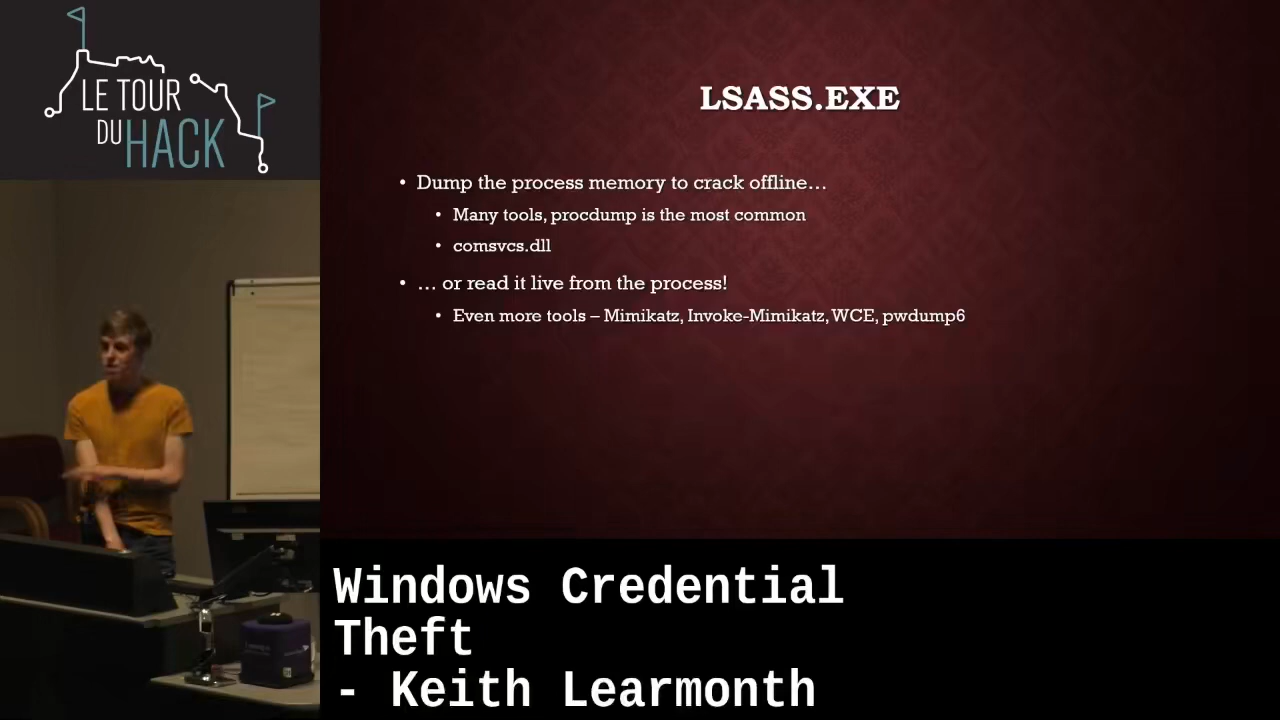 LE TOUR
DU HACK
LSASS.EXE
• Dump the process memory to crack offline…
• Many tools, procdump is the most common
• comsvcs.dll
• … or read it live from the process!
• Even more tools – Mimikatz, Invoke-Mimikatz, WCE, pwdump6
Windows Credential
Theft
- Keith Learmonth